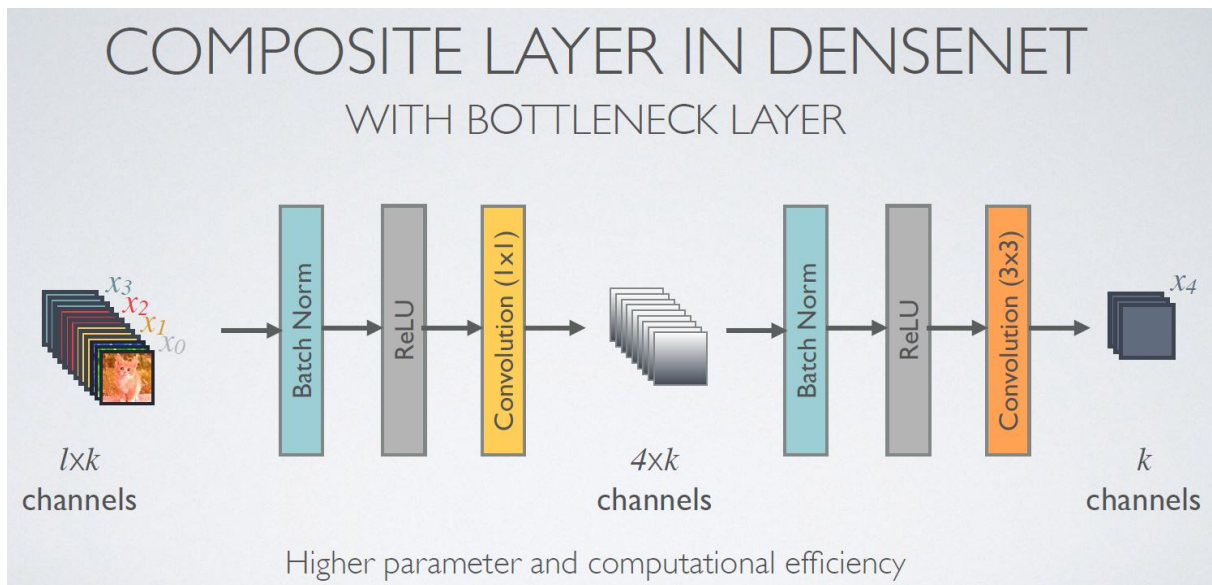 COMPOSITE LAYER IN DENSENET
WITH BOTTLENECK LAYER
x3
x2
x1
x0
Batch Norm
ReLU
Convolution (1x1)
Batch Norm
ReLU
Convolution (3x3)
x4
l×k
channels
4×k
channels
k
channels
Higher parameter and computational efficiency